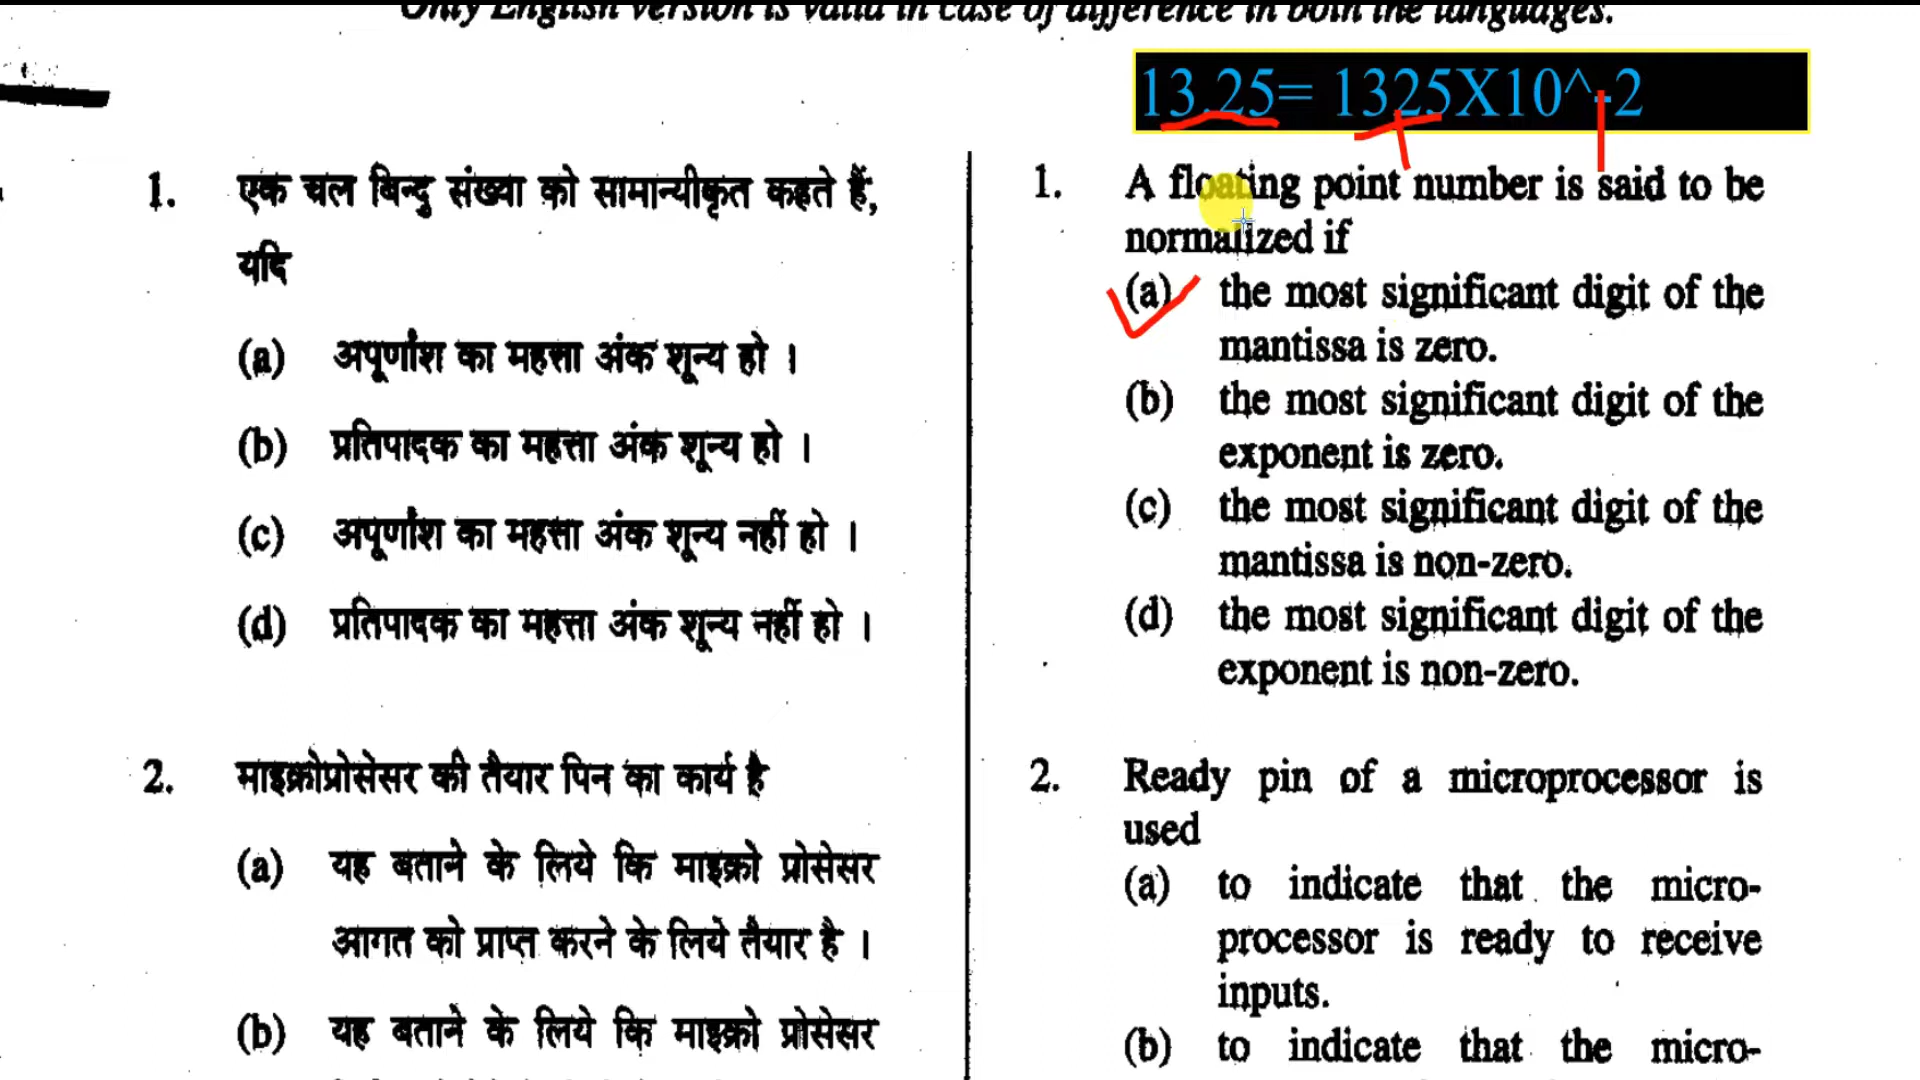 Only English version is valid in case of difference in both the languages.
13.25= 1325X10^-2
1. एक चल बिन्दु संख्या को सामान्यीकृत कहते हैं,
यदि
(a) अपूर्णांश का महत्ता अंक शून्य हो ।
(b) प्रतिपादक का महत्ता अंक शून्य हो ।
(c) अपूर्णांश का महत्ता अंक शून्य नहीं हो ।
(d) प्रतिपादक का महत्ता अंक शून्य नहीं हो ।
2. माइक्रोप्रोसेसर की तैयार पिन का कार्य है
(a) यह बताने के लिये कि माइक्रो प्रोसेसर
आगत को प्राप्त करने के लिये तैयार है ।
(b) यह बताने के लिये कि माइक्रो प्रोसेसर
1. A floating point number is said to be
normalized if
(a) the most significant digit of the
mantissa is zero.
(b) the most significant digit of the
exponent is zero.
(c) the most significant digit of the
mantissa is non-zero.
(d) the most significant digit of the
exponent is non-zero.
2. Ready pin of a microprocessor is
used
(a) to indicate that the micro-
processor is ready to receive
inputs.
(b) to indicate that the micro-